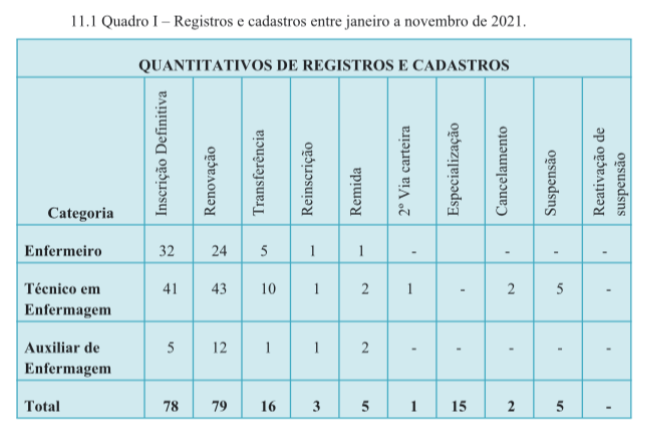 11.1 Quadro I – Registros e cadastros entre janeiro a novembro de 2021.
QUANTITATIVOS DE REGISTROS E CADASTROS
Categoria Inscrição Definitiva Renovação Transferência Reinscrição Remida 2º Via carteira Especialização Cancelamento Suspensão Reativação de suspensão
Enfermeiro 32 24 5 1 1 - - - -
Técnico em Enfermagem 41 43 10 1 2 1 - 2 5 -
Auxiliar de Enfermagem 5 12 1 1 2 - - - - -
Total 78 79 16 3 5 1 15 2 5 -